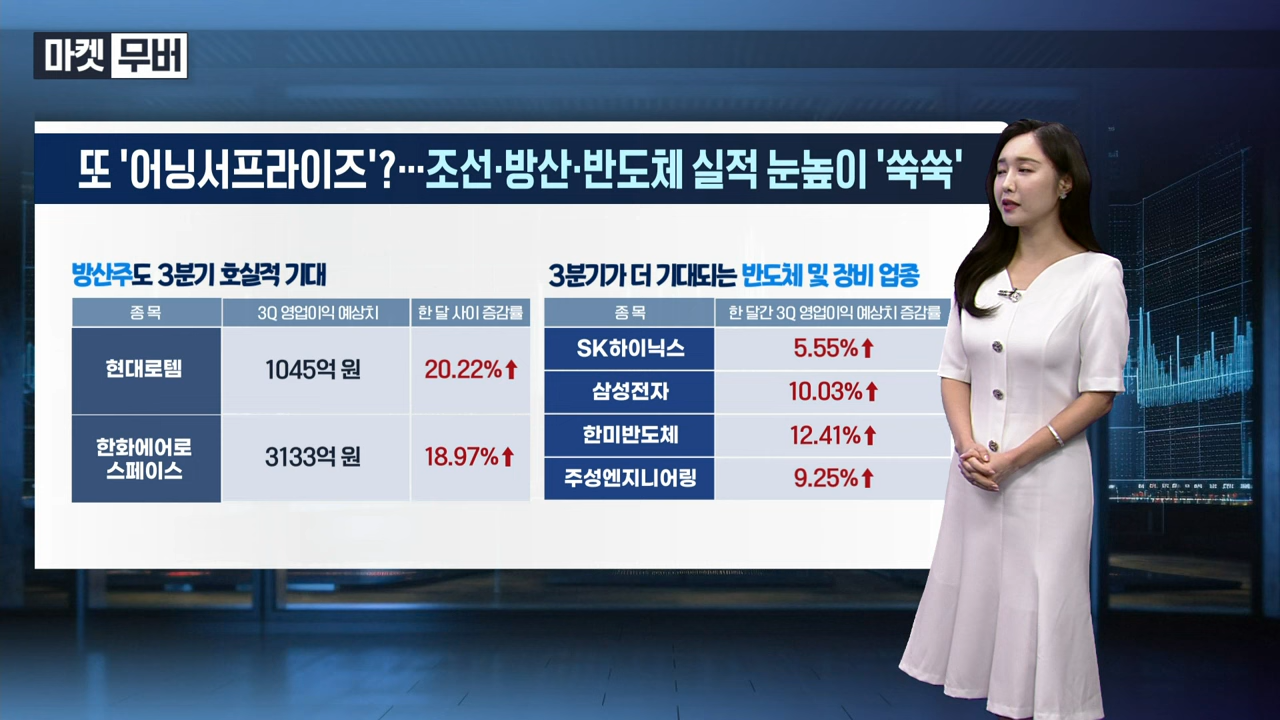 마켓 무버
또 '어닝서프라이즈'?…조선·방산·반도체 실적 눈높이 '쑥쑥'
방산주도 3분기 호실적 기대
종목 3Q 영업이익 예상치 한 달 사이 증감률
현대로템 1045억 원 20.22%⬆
한화에어로
스페이스 3133억 원 18.97%⬆
3분기가 더 기대되는 반도체 및 장비 업종
종목 한 달간 3Q 영업이익 예상치 증감률
SK하이닉스 5.55%⬆
삼성전자 10.03%⬆
한미반도체 12.41%⬆
주성엔지니어링 9.25%⬆